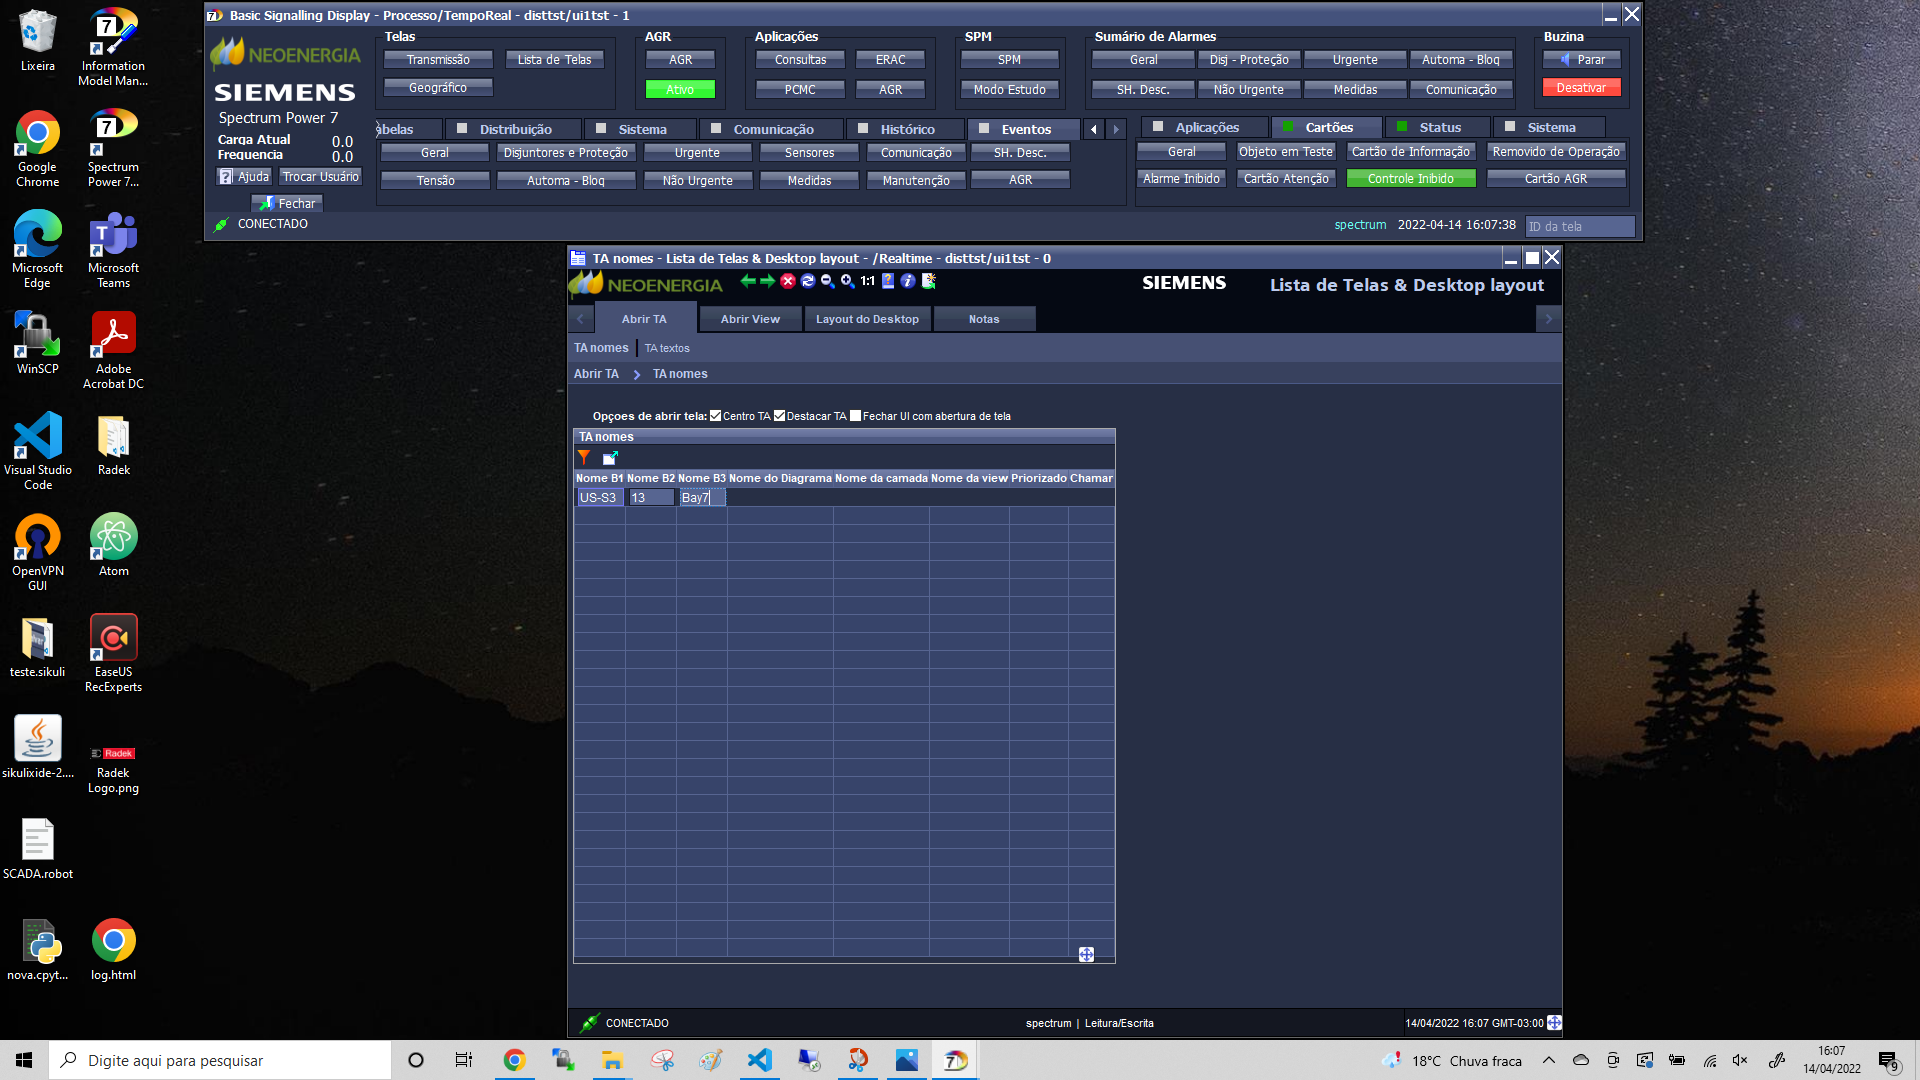 Lixeira
Information Model Man...
Google Chrome
Spectrum Power 7...
Microsoft Edge
Microsoft Teams
WinSCP
Adobe Acrobat DC
Visual Studio Code
Radek
OpenVPN GUI
Atom
teste.sikuli
EaseUS RecExperts
sikulixide-2....
Radek
Radek Logo.png
SCADA.robot
nova.cpyt...
log.html
Basic Signalling Display - Processo/TempoReal - disttst/ui1tst - 1
NEOENERGIA
SIEMENS
Spectrum Power 7
Carga Atual 0.0
Frequencia 0.0
Ajuda Trocar Usuário
Fechar
CONECTADO
Telas
Transmissão Lista de Telas
Geográfico
AGR
AGR
Ativo
Aplicações
Consultas ERAC
PCMC AGR
SPM
SPM
Modo Estudo
Sumário de Alarmes
Geral Disj - Proteção Urgente Automa - Bloq
SH. Desc. Não Urgente Medidas Comunicação
Buzina
Parar
Desativar
abelas Distribuição Sistema Comunicação Histórico Eventos
Geral Disjuntores e Proteção Urgente Sensores Comunicação SH. Desc.
Tensão Automa - Bloq Não Urgente Medidas Manutenção AGR
Aplicações Cartões Status Sistema
Geral Objeto em Teste Cartão de Informação Removido de Operação
Alarme Inibido Cartão Atenção Controle Inibido Cartão AGR
spectrum 2022-04-14 16:07:38 ID da tela
TA nomes - Lista de Telas & Desktop layout - /Realtime - disttst/ui1tst - 0
NEOENERGIA 1:1 SIEMENS Lista de Telas & Desktop layout
Abrir TA Abrir View Layout do Desktop Notas
TA nomes TA textos
Abrir TA > TA nomes
Opçoes de abrir tela: Centro TA Destacar TA Fechar UI com abertura de tela
TA nomes
Nome B1 Nome B2 Nome B3 Nome do Diagrama Nome da camada Nome da view Priorizado Chamar
US-S3 13 Bay7
CONECTADO spectrum | Leitura/Escrita 14/04/2022 16:07 GMT-03:00
Digite aqui para pesquisar
18°C Chuva fraca
16:07
14/04/2022
9